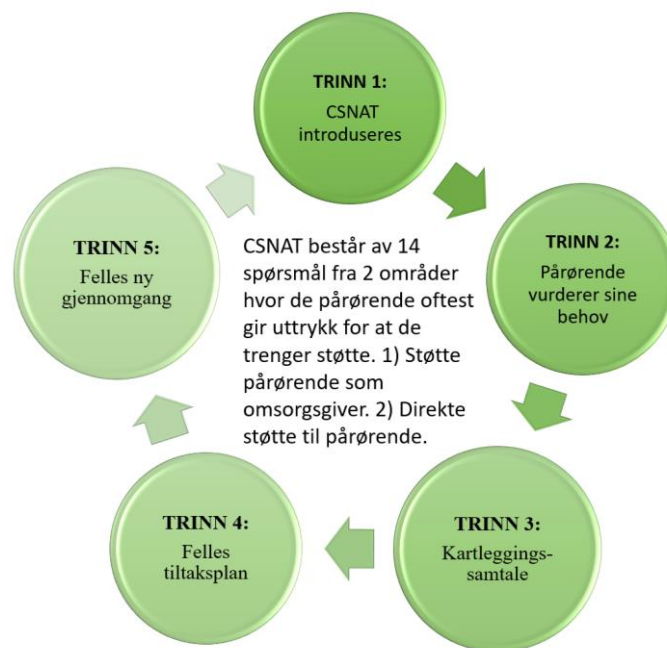 TRINN 1:
CSNAT
introduseres
TRINN 2:
Pårørende
vurderer sine
behov
TRINN 3:
Kartleggings-
samtale
TRINN 4:
Felles
tiltaksplan
TRINN 5:
Felles ny
gjennomgang
CSNAT består av 14
spørsmål fra 2 områder
hvor de pårørende oftest
gir uttrykk for at de
trenger støtte. 1) Støtte
pårørende som
omsorgsgiver. 2) Direkte
støtte til pårørende.